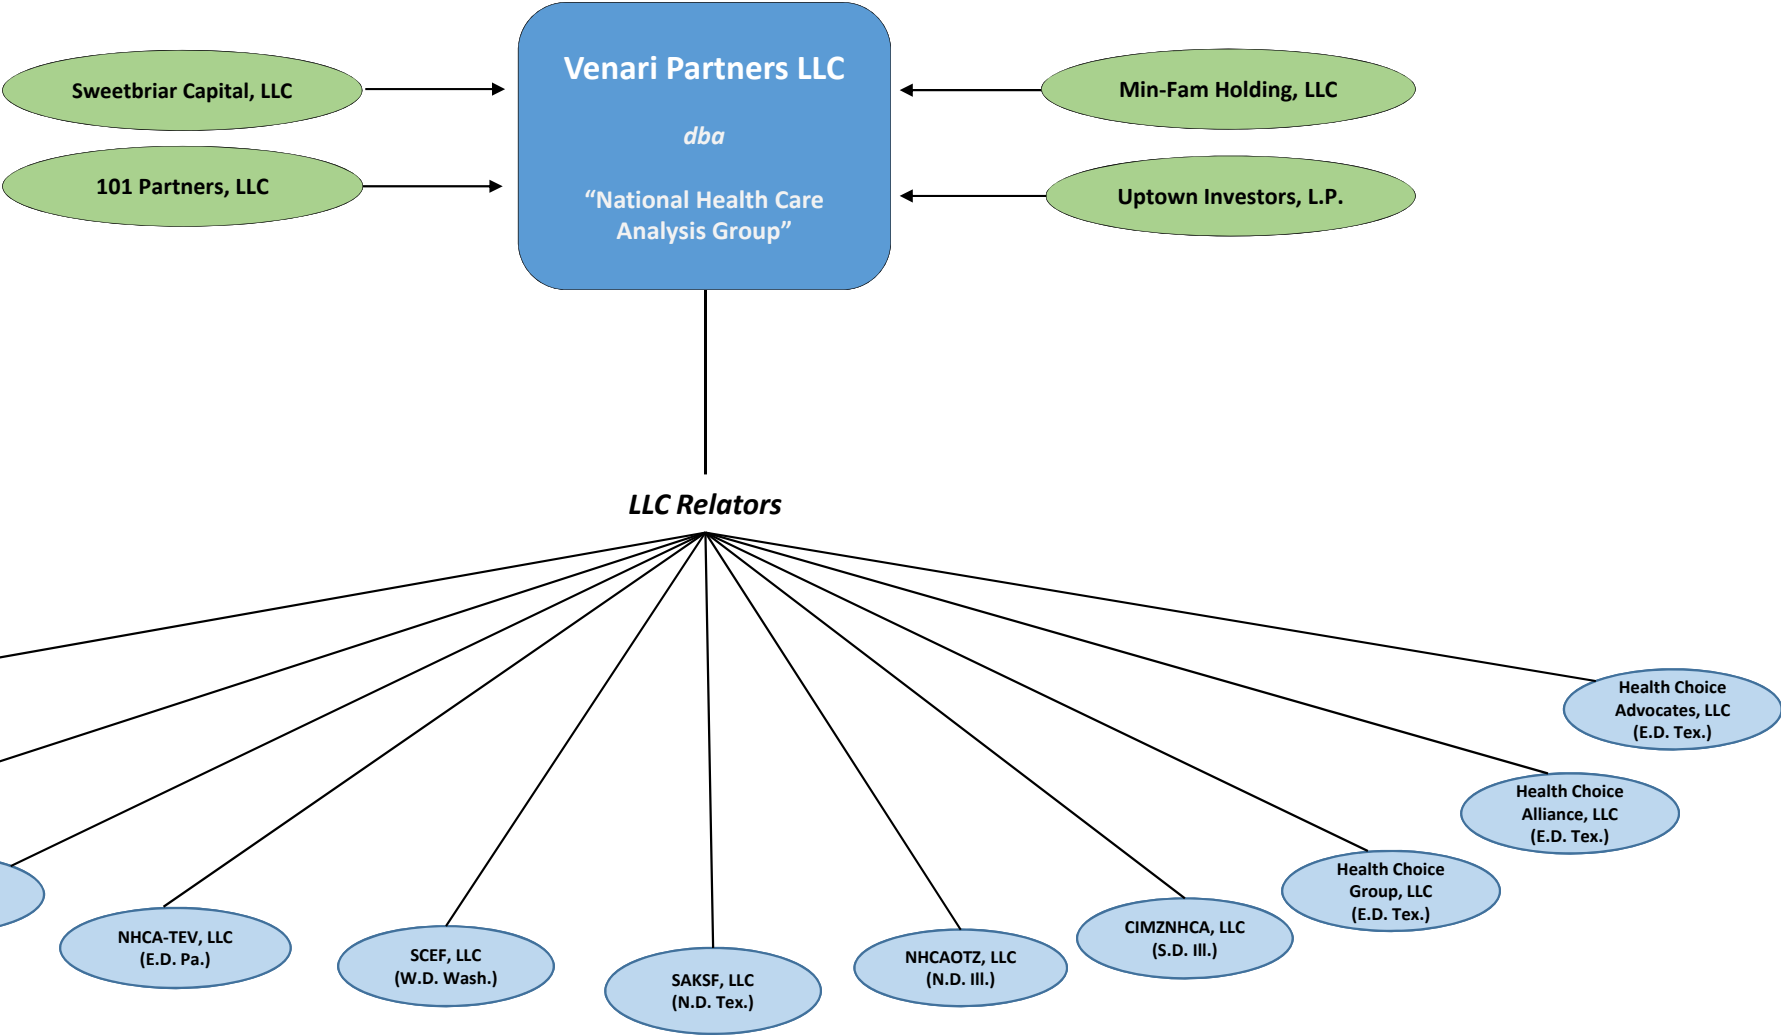 Venari Partners LLC
dba
“National Health Care
Analysis Group”
Sweetbriar Capital, LLC
101 Partners, LLC
Min-Fam Holding, LLC
Uptown Investors, L.P.
LLC Relators
NHCA-TEV, LLC
(E.D. Pa.)
SCEF, LLC
(W.D. Wash.)
SAKSF, LLC
(N.D. Tex.)
NHCAOTZ, LLC
(N.D. Ill.)
CIMZNHCA, LLC
(S.D. Ill.)
Health Choice
Group, LLC
(E.D. Tex.)
Health Choice
Alliance, LLC
(E.D. Tex.)
Health Choice
Advocates, LLC
(E.D. Tex.)